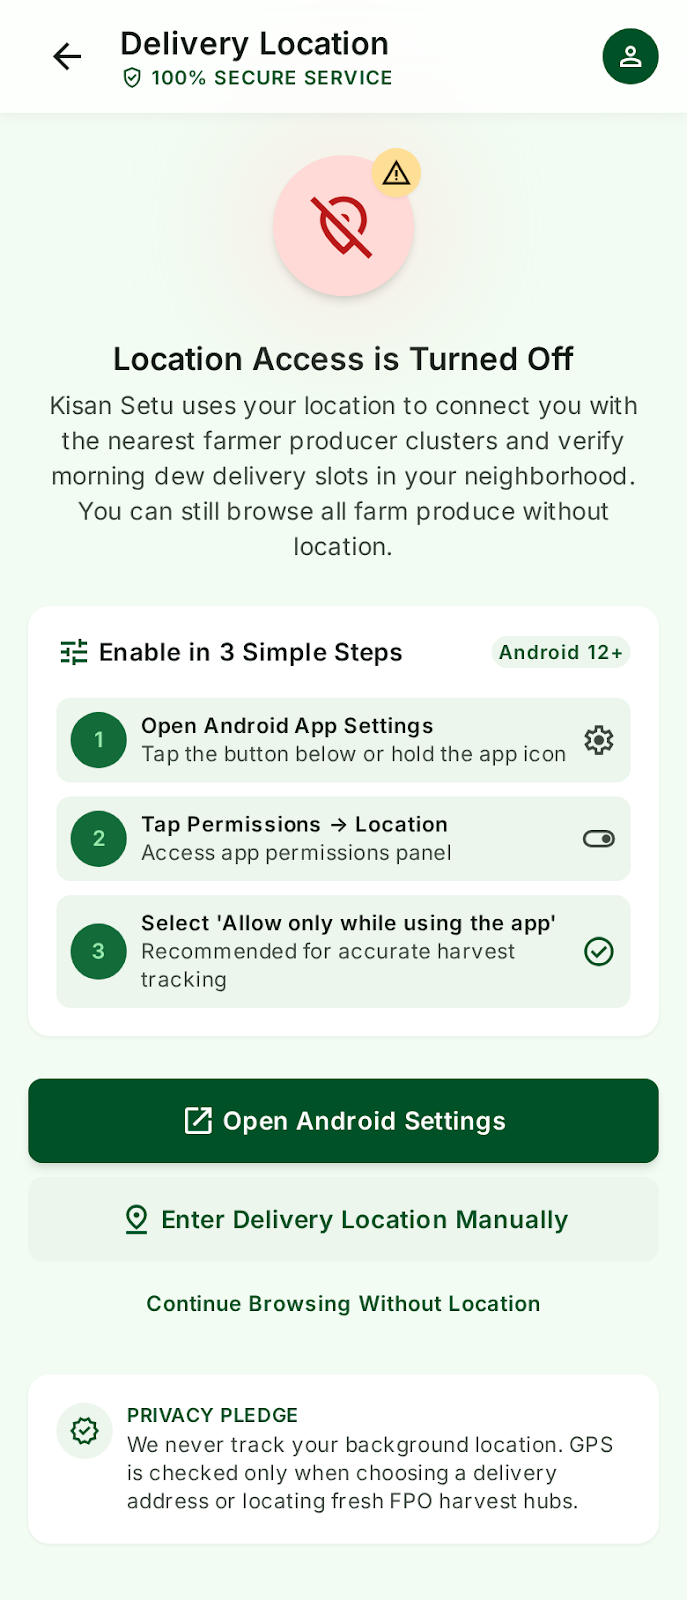 Delivery Location
100% SECURE SERVICE
Location Access is Turned Off
Kisan Setu uses your location to connect you with
the nearest farmer producer clusters and verify
morning dew delivery slots in your neighborhood.
You can still browse all farm produce without
location.
Enable in 3 Simple Steps
Android 12+
1
Open Android App Settings
Tap the button below or hold the app icon
2
Tap Permissions → Location
Access app permissions panel
3
Select 'Allow only while using the app'
Recommended for accurate harvest
tracking
Open Android Settings
Enter Delivery Location Manually
Continue Browsing Without Location
PRIVACY PLEDGE
We never track your background location. GPS
is checked only when choosing a delivery
address or locating fresh FPO harvest hubs.